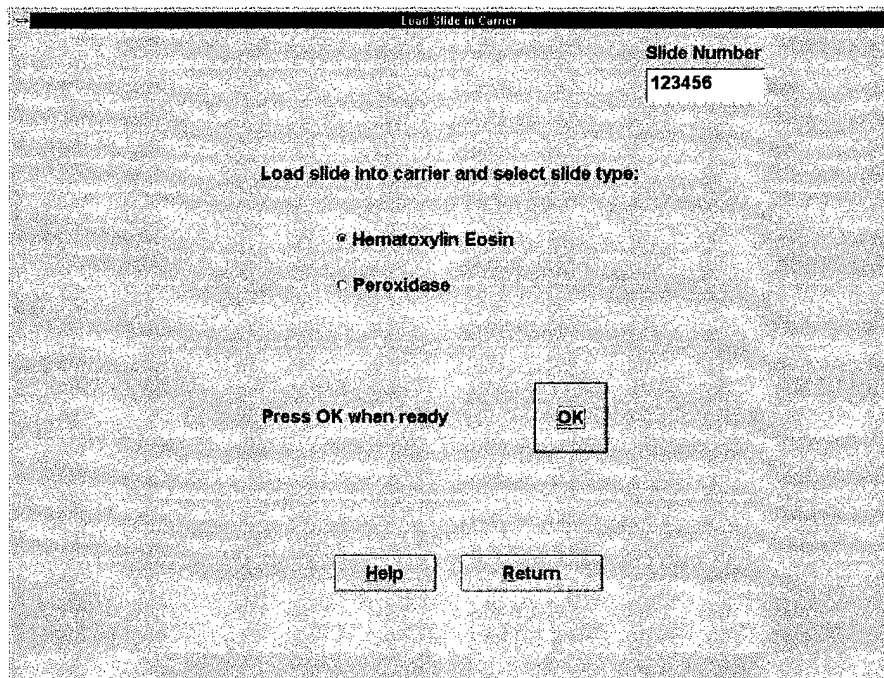 Load Slide in Carrier
Slide Number
123456
Load slide into carrier and select slide type:
Hematoxylin Eosin
Peroxidase
Press OK when ready
OK
Help
Return